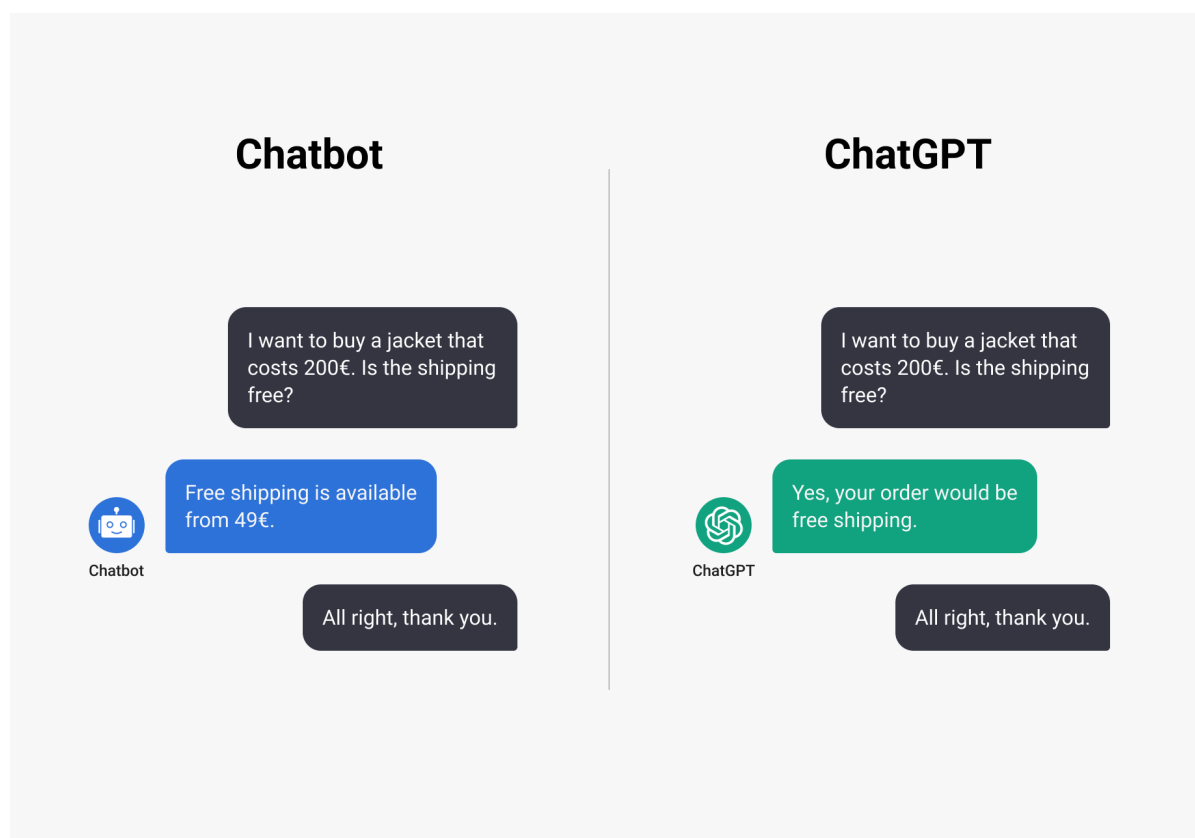 Chatbot
I want to buy a jacket that
costs 200€. Is the shipping
free?
Free shipping is available
from 49€.
Chatbot
All right, thank you.
ChatGPT
I want to buy a jacket that
costs 200€. Is the shipping
free?
Yes, your order would be
free shipping.
ChatGPT
All right, thank you.